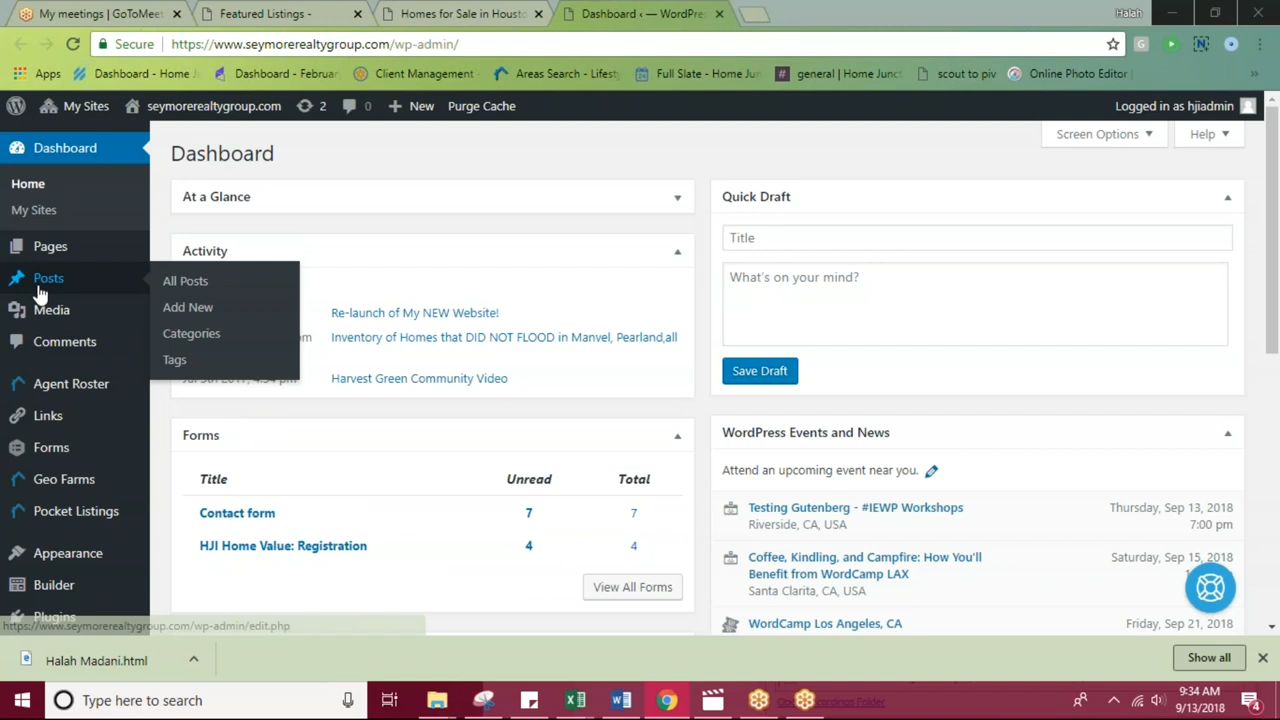 My meetings | GoToMeet
Featured Listings -
Homes for Sale in Housto
Dashboard ‹ — WordPre
Halah
Secure
https://www.seymorerealtygroup.com/wp-admin/
G
N
Apps
Dashboard - Home J
Dashboard - Februar
Client Management -
Areas Search - Lifest
Full Slate - Home Jun
general | Home Junct
scout to piv
Online Photo Editor |
»
My Sites
seymorerealtygroup.com
2
0
New
Purge Cache
Logged in as hjiadmin
Dashboard
Home
My Sites
Pages
Posts
Media
Comments
Agent Roster
Links
Forms
Geo Farms
Pocket Listings
Appearance
Builder
Plugins
All Posts
Add New
Categories
Tags
Screen Options
Help
Dashboard
At a Glance
Activity
Re-launch of My NEW Website!
Inventory of Homes that DID NOT FLOOD in Manvel, Pearland,all
Harvest Green Community Video
Forms
Title Unread Total
Contact form 7 7
HJI Home Value: Registration 4 4
View All Forms
Quick Draft
Title
What's on your mind?
Save Draft
WordPress Events and News
Attend an upcoming event near you.
Testing Gutenberg - #IEWP Workshops
Riverside, CA, USA
Thursday, Sep 13, 2018
7:00 pm
Coffee, Kindling, and Campfire: How You'll
Benefit from WordCamp LAX
Santa Clarita, CA, USA
Saturday, Sep 15, 2018
WordCamp Los Angeles, CA
Friday, Sep 21, 2018
https://www.seymorerealtygroup.com/wp-admin/edit.php
Halah Madani.html
Show all
Type here to search
9:34 AM
9/13/2018
4